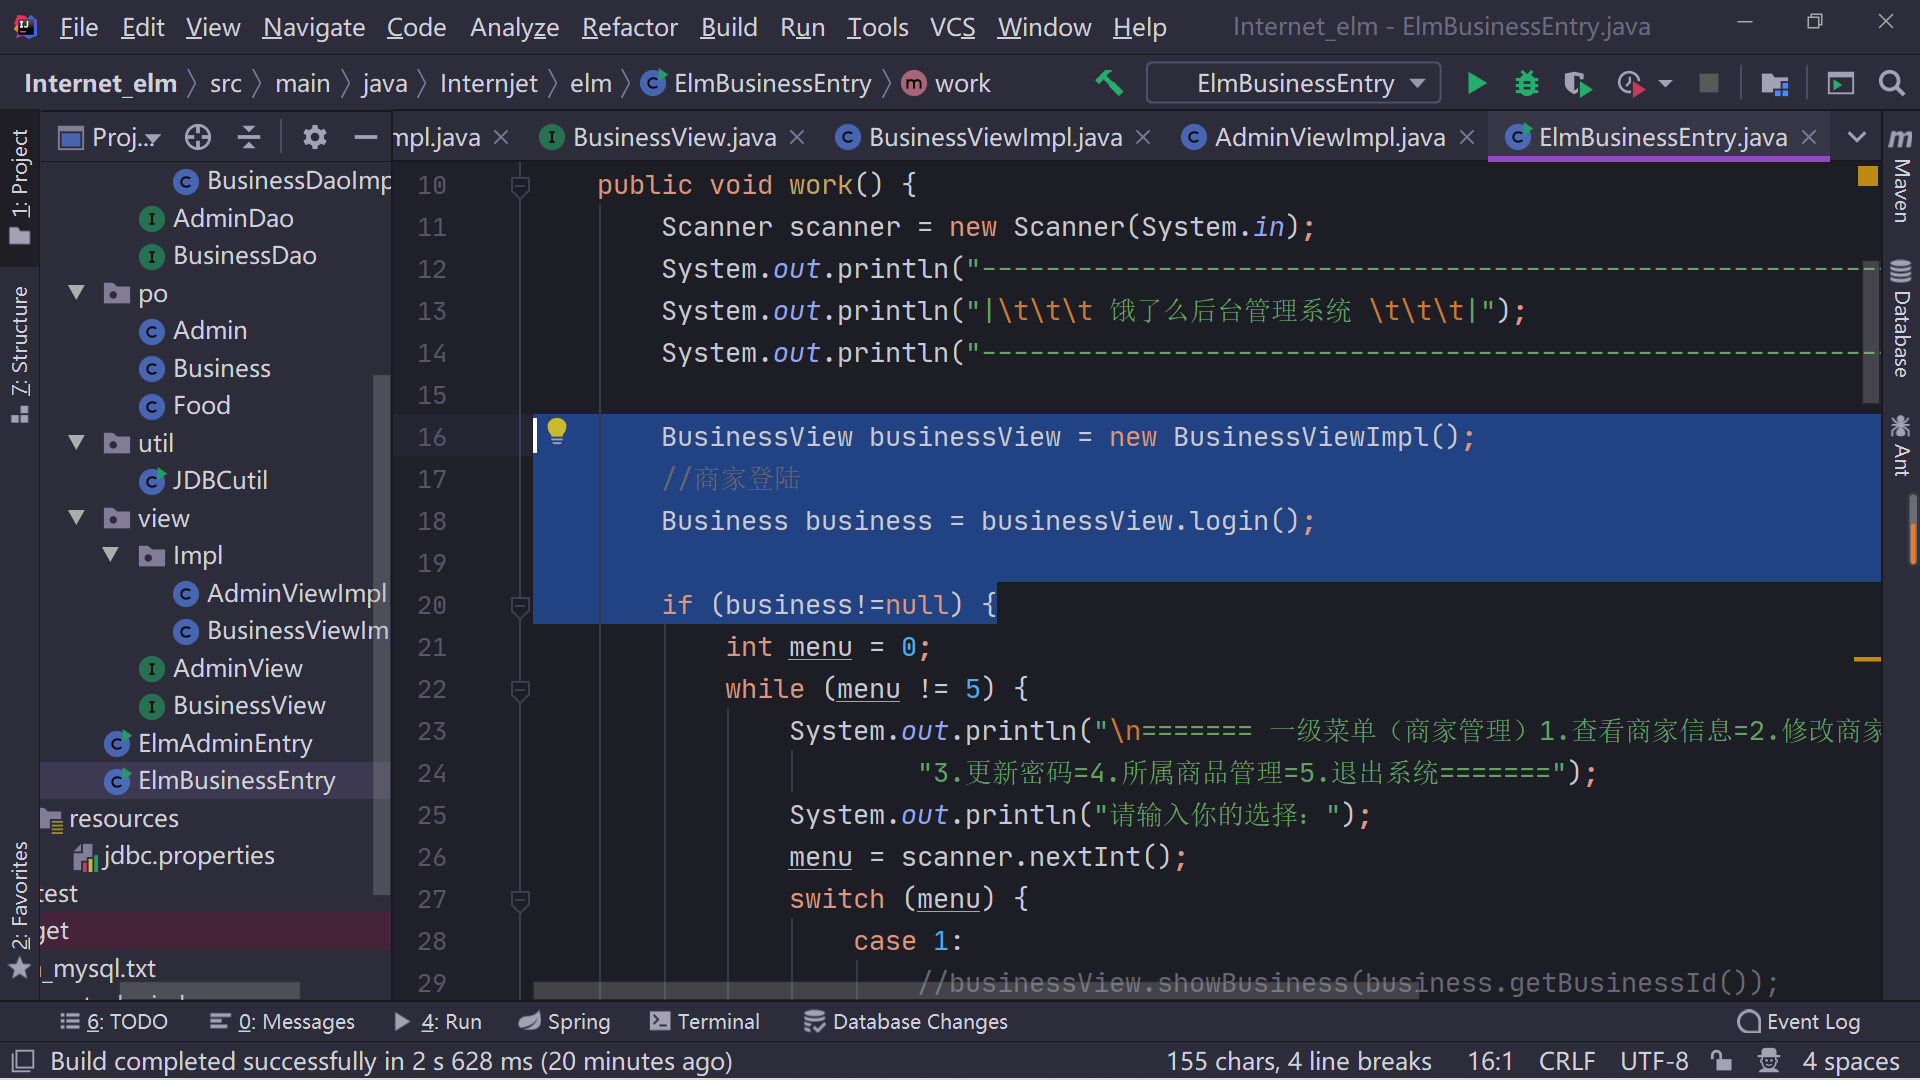 File Edit View Navigate Code Analyze Refactor Build Run Tools VCS Window Help Internet_elm - ElmBusinessEntry.java
Internet_elm src main java Internjet elm ElmBusinessEntry work ElmBusinessEntry
Proj... mpl.java BusinessView.java BusinessViewImpl.java AdminViewImpl.java ElmBusinessEntry.java
1: Project
7: Structure
2: Favorites
BusinessDaoImp
AdminDao
BusinessDao
po
Admin
Business
Food
util
JDBCutil
view
Impl
AdminViewImpl
BusinessViewIm
AdminView
BusinessView
ElmAdminEntry
ElmBusinessEntry
resources
jdbc.properties
test
get
_mysql.txt
10 public void work() {
11 Scanner scanner = new Scanner(System.in);
12 System.out.println("--------------------------------------------------------
13 System.out.println("|\t\t\t 饿了么后台管理系统 \t\t\t|");
14 System.out.println("--------------------------------------------------------
15
16 BusinessView businessView = new BusinessViewImpl();
17 //商家登陆
18 Business business = businessView.login();
19
20 if (business!=null) {
21 int menu = 0;
22 while (menu != 5) {
23 System.out.println("\n======= 一级菜单（商家管理）1.查看商家信息=2.修改商家
24 "3.更新密码=4.所属商品管理=5.退出系统=======");
25 System.out.println("请输入你的选择：");
26 menu = scanner.nextInt();
27 switch (menu) {
28 case 1:
29 //businessView.showBusiness(business.getBusinessId());
Maven
Database
Ant
6: TODO 0: Messages 4: Run Spring Terminal Database Changes Event Log
Build completed successfully in 2 s 628 ms (20 minutes ago) 155 chars, 4 line breaks 16:1 CRLF UTF-8 4 spaces